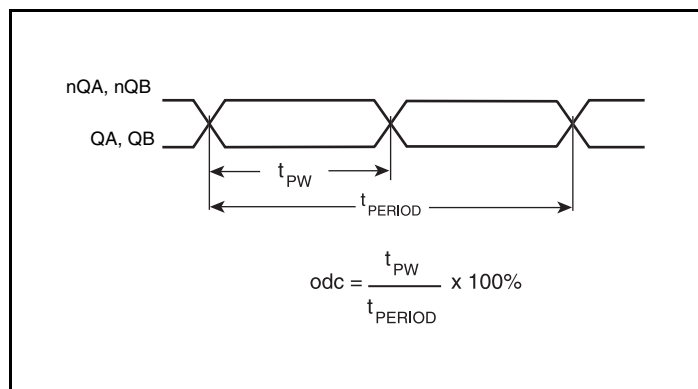 nQA, nQB
QA, QB
tPW
tPERIOD
odc = tPW / tPERIOD x 100%